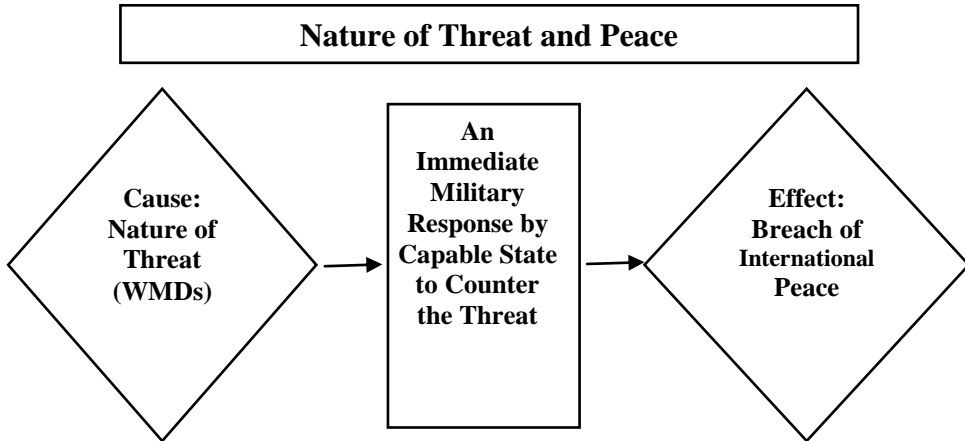 Nature of Threat and Peace
Cause:
Nature of
Threat
(WMDs)
An
Immediate
Military
Response by
Capable State
to Counter
the Threat
Effect:
Breach of
International
Peace